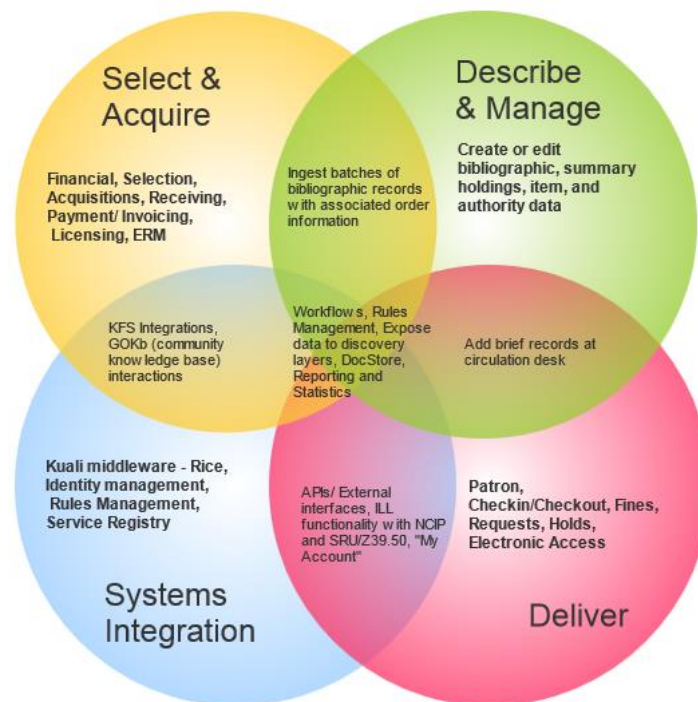 Select &
Acquire
Financial, Selection,
Acquisitions, Receiving,
Payment/ Invoicing,
Licensing, ERM
Ingest batches of
bibliographic records
with associated order
information
Describe
& Manage
Create or edit
bibliographic, summary
holdings, item, and
authority data
KFS Integrations,
GOKb (community
knowledge base)
interactions
Workflows, Rules
Management, Expose
data to discovery
layers, DocStore,
Reporting and
Statistics
Add brief records at
circulation desk
Kuali middleware - Rice,
Identity management,
Rules Management,
Service Registry
APIs/ External
interfaces, ILL
functionality with NCIP
and SRU/Z39.50, "My
Account"
Patron,
Checkin/Checkout, Fines,
Requests, Holds,
Electronic Access
Systems
Integration
Deliver